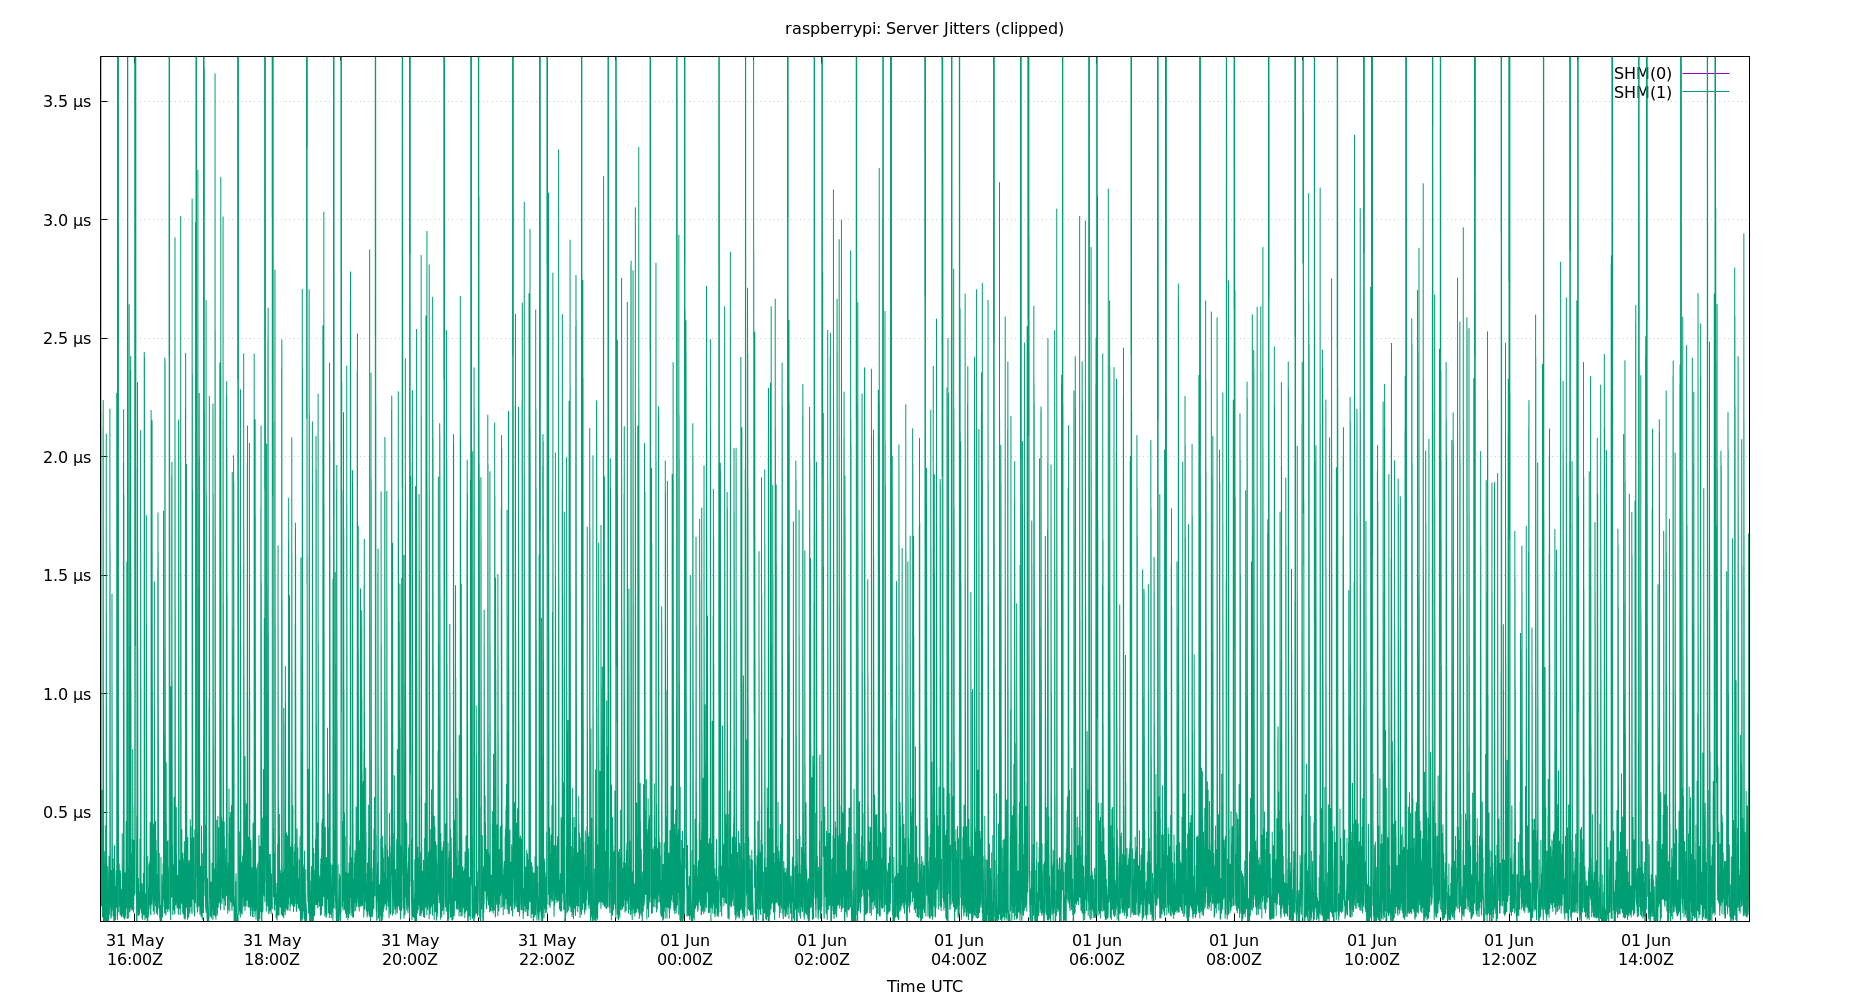 raspberrypi: Server Jitters (clipped)
SHM(0)
SHM(1)
3.5 µs
3.0 µs
2.5 µs
2.0 µs
1.5 µs
1.0 µs
0.5 µs
31 May 31 May 31 May 31 May 01 Jun 01 Jun 01 Jun 01 Jun 01 Jun 01 Jun 01 Jun 01 Jun
16:00Z 18:00Z 20:00Z 22:00Z 00:00Z 02:00Z 04:00Z 06:00Z 08:00Z 10:00Z 12:00Z 14:00Z
Time UTC